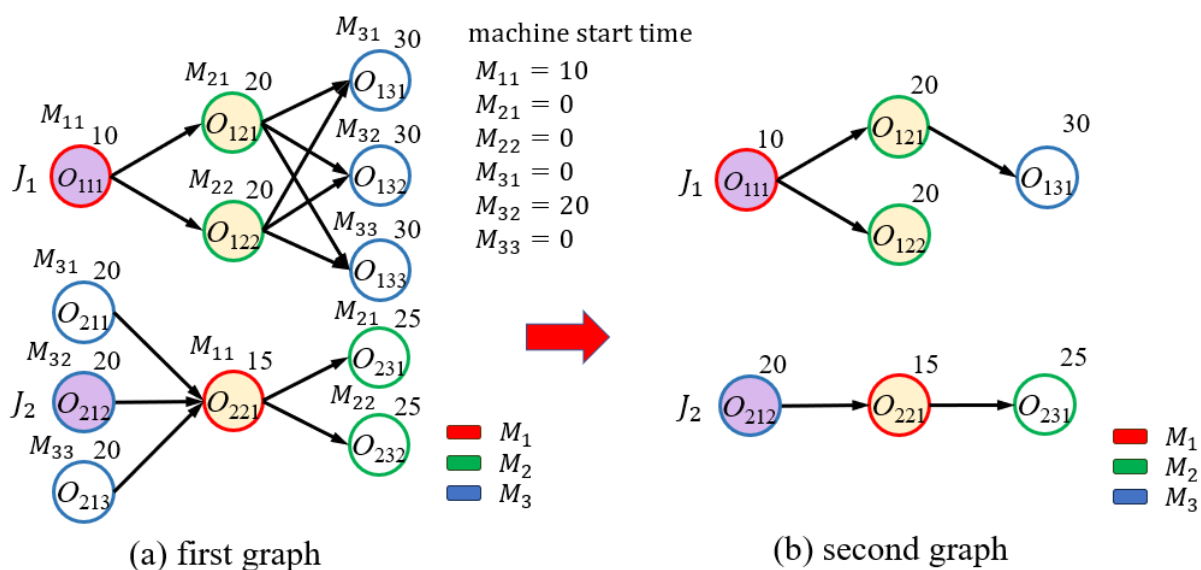 M₃₁
30
O₁₃₁
M₂₁ 20
O₁₂₁
M₁₁
10
J₁ O₁₁₁
M₃₂ 30
O₁₃₂
M₂₂ 20
O₁₂₂
M₃₃ 30
O₁₃₃
M₃₁
20
O₂₁₁
M₃₂
20
J₂ O₂₁₂
M₃₃
20
O₂₁₃
M₁₁ 15
O₂₂₁
M₂₁ 25
O₂₃₁
M₂₂ 25
O₂₃₂
M₁
M₂
M₃
(a) first graph
machine start time
M₁₁ = 10
M₂₁ = 0
M₂₂ = 0
M₃₁ = 0
M₃₂ = 20
M₃₃ = 0
20
O₁₂₁
10
J₁ O₁₁₁
30
O₁₃₁
20
O₁₂₂
20
J₂ O₂₁₂
15
O₂₂₁
25
O₂₃₁
M₁
M₂
M₃
(b) second graph